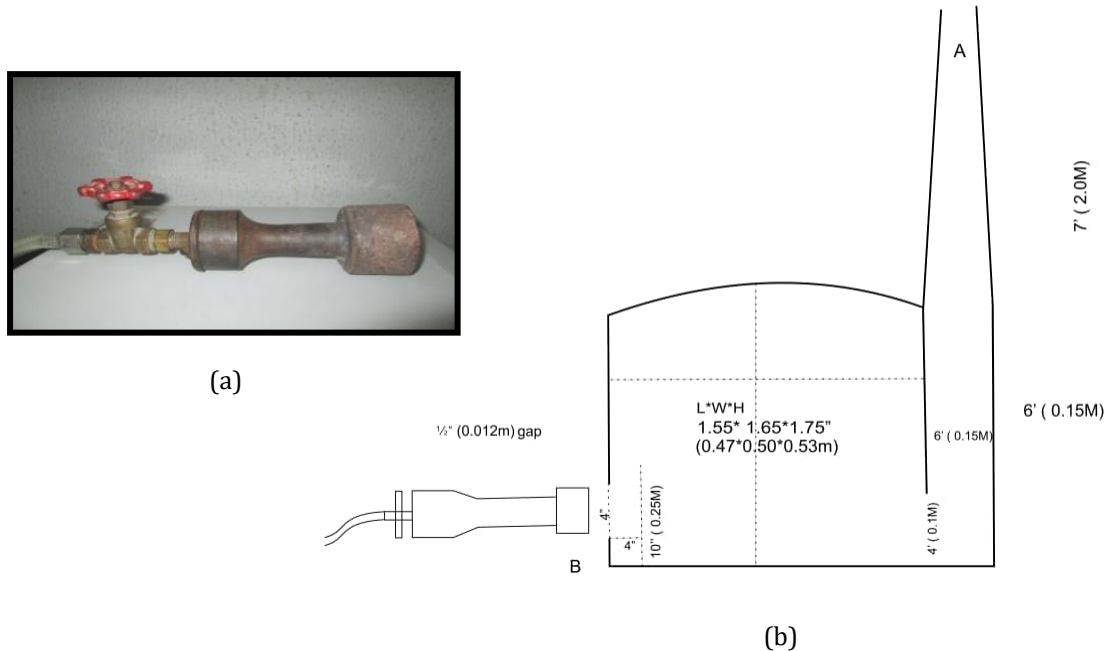 A
7' ( 2.0M)
(a)
L*W*H
1.55* 1.65*1.75”
(0.47*0.50*0.53m)
6' ( 0.15M)
6' ( 0.15M)
½" (0.012m) gap
4"
4"
10” ( 0.25M)
4' ( 0.1M)
B
(b)